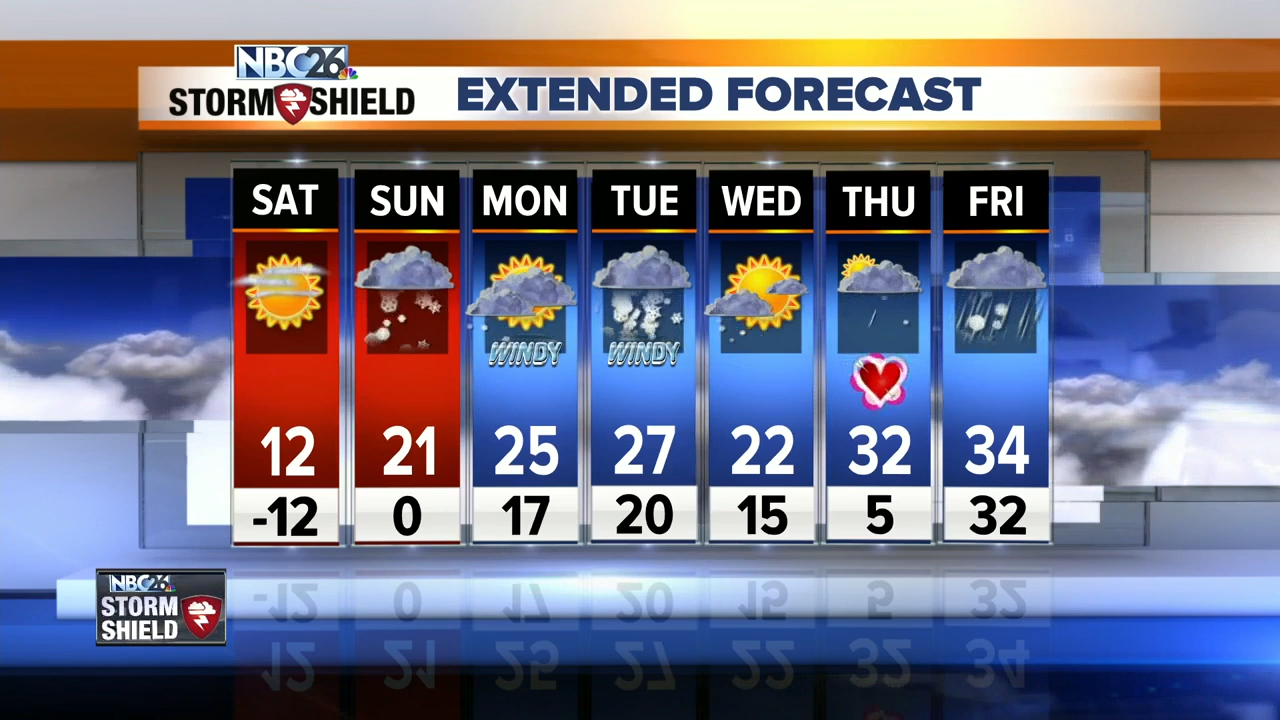 NBC26
STORM SHIELD
EXTENDED FORECAST
SAT SUN MON TUE WED THU FRI
WINDY WINDY
12 21 25 27 22 32 34
-12 0 17 20 15 5 32
NBC26
STORM
SHIELD